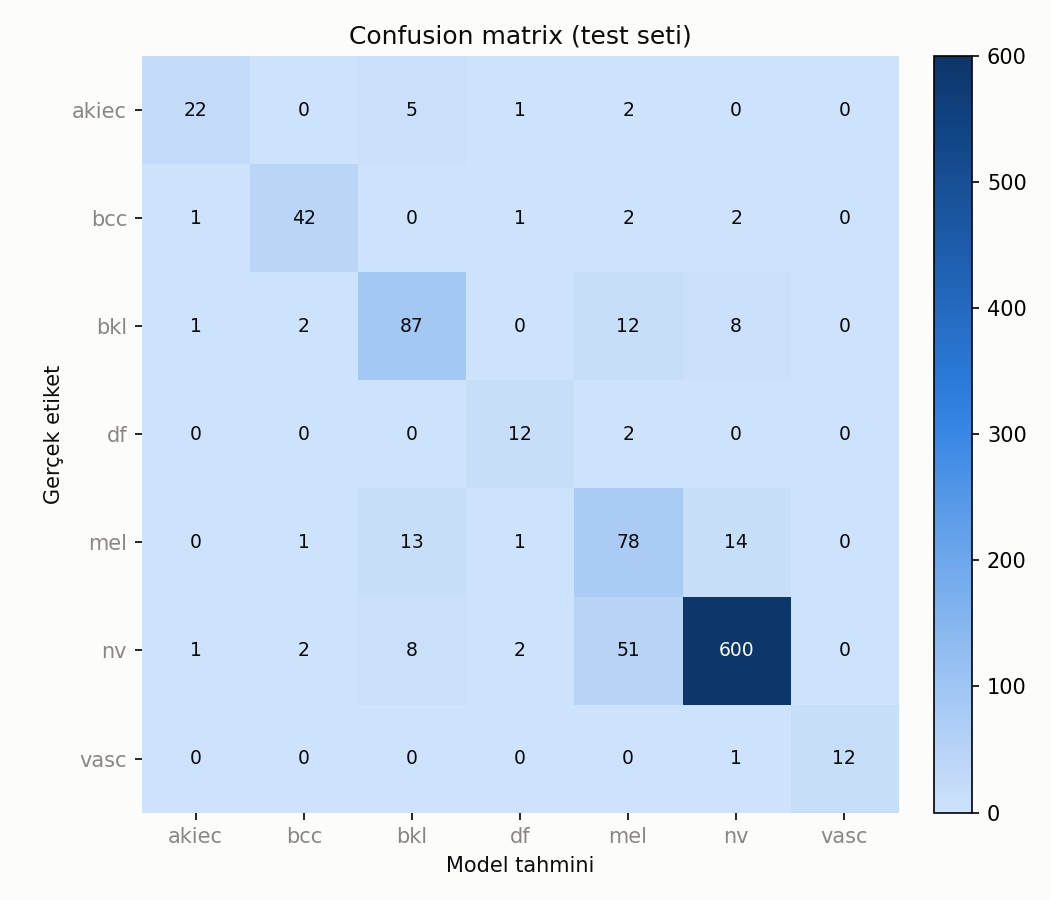 Confusion matrix (test seti)
akiec 22 0 5 1 2 0 0
bcc 1 42 0 1 2 2 0
bkl 1 2 87 0 12 8 0
df 0 0 0 12 2 0 0
mel 0 1 13 1 78 14 0
nv 1 2 8 2 51 600 0
vasc 0 0 0 0 0 1 12
akiec bcc bkl df mel nv vasc
Model tahmini
Gerçek etiket
600
500
400
300
200
100
0